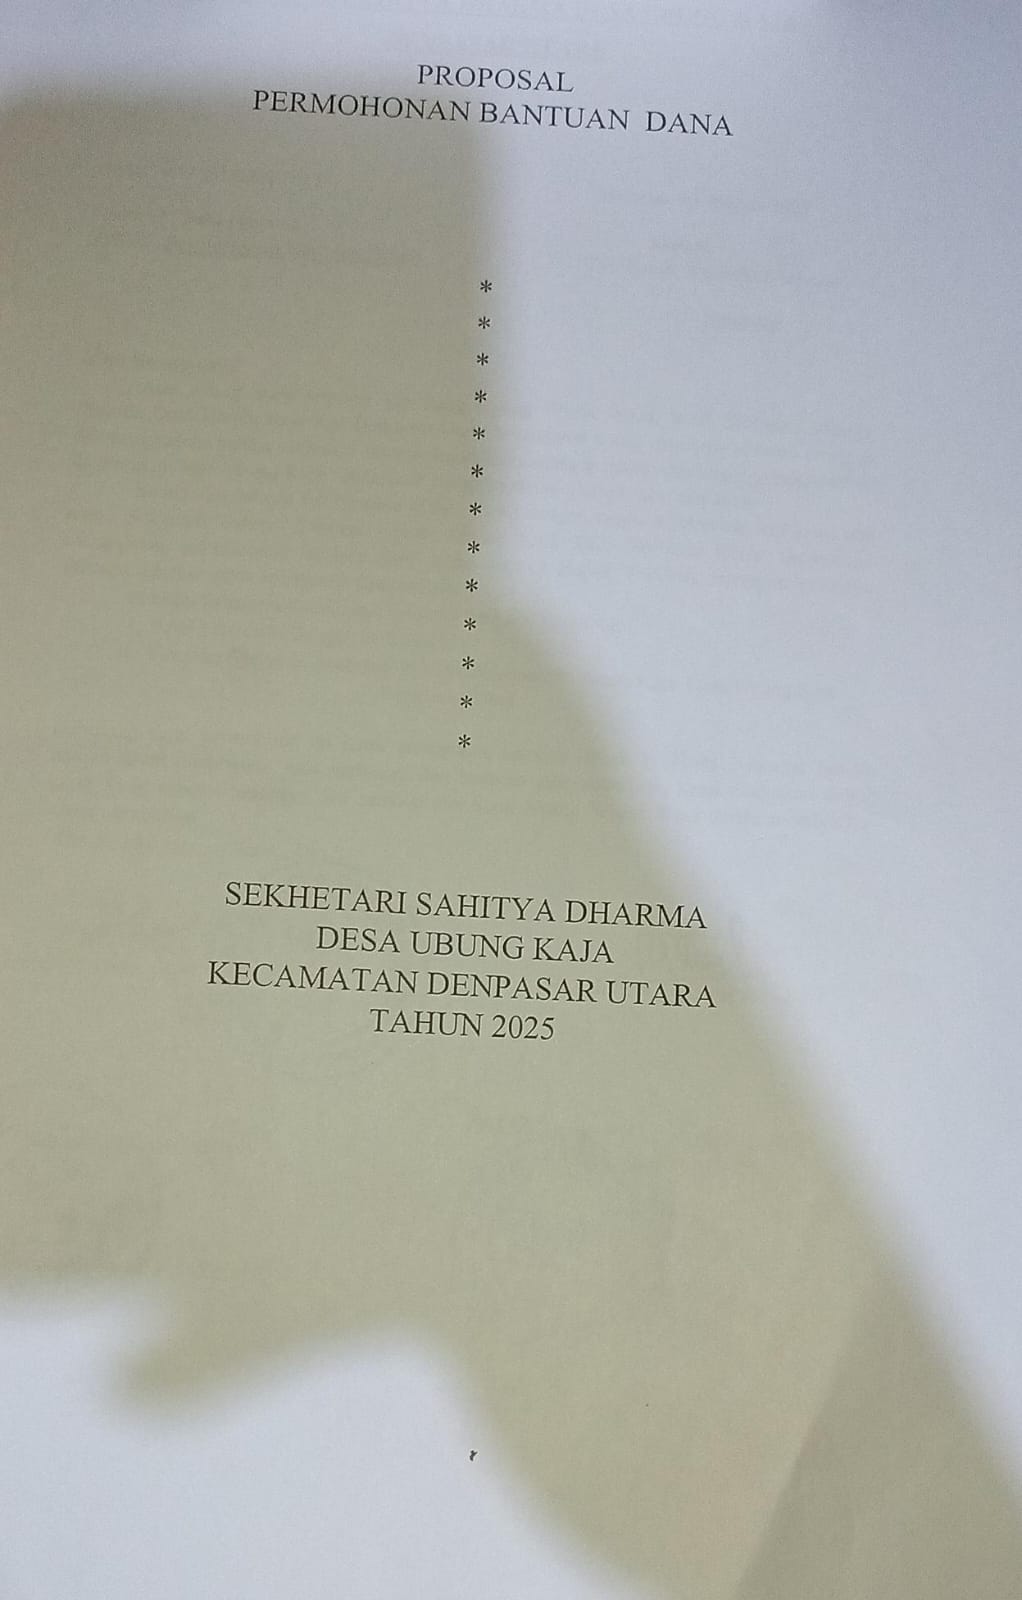 PROPOSAL
PERMOHONAN BANTUAN DANA
*
*
*
*
*
*
*
*
*
*
*
*
*
SEKHETARI SAHITYA DHARMA
DESA UBUNG KAJA
KECAMATAN DENPASAR UTARA
TAHUN 2025